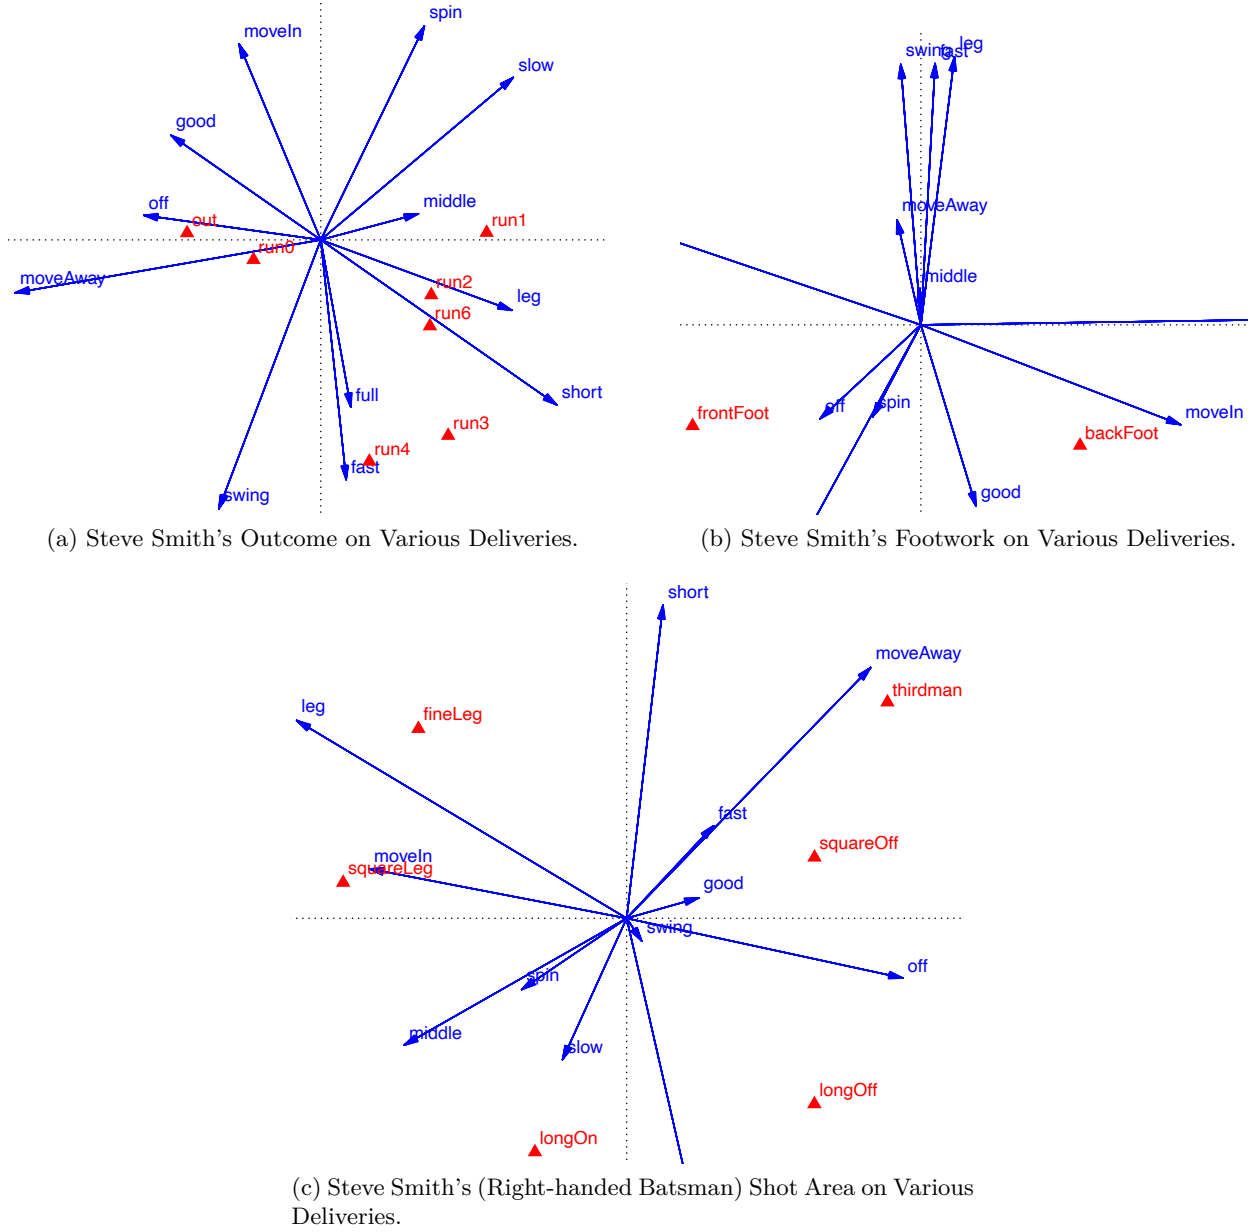 spin
moveIn
slow
good
middle
off
out
run1
run0
moveAway
run2
leg
run6
full
short
run3
run4
fast
swing
(a) Steve Smith's Outcome on Various Deliveries.
swing
fast
leg
moveAway
middle
off
spin
frontFoot
moveIn
backFoot
good
(b) Steve Smith's Footwork on Various Deliveries.
short
moveAway
thirdman
leg
fineLeg
fast
squareOff
moveIn
squareLeg
good
swing
off
spin
middle
slow
longOff
longOn
(c) Steve Smith's (Right-handed Batsman) Shot Area on Various
Deliveries.